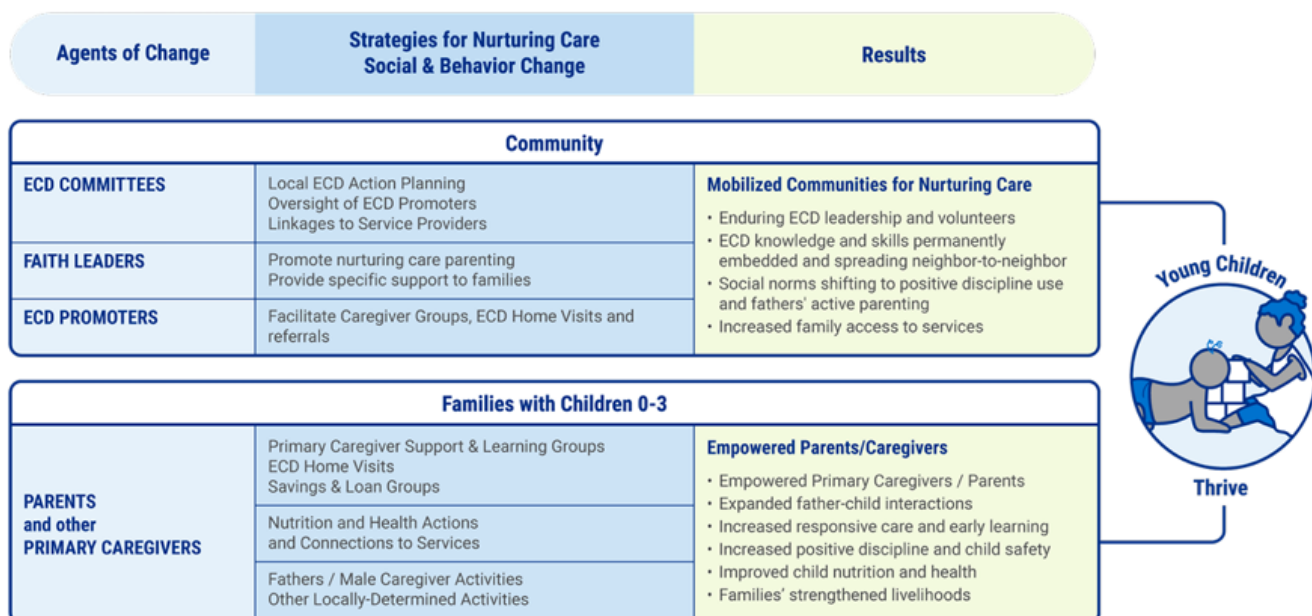 Agents of Change
Strategies for Nurturing Care
Social & Behavior Change
Results
Community
ECD COMMITTEES
Local ECD Action Planning
Oversight of ECD Promoters
Linkages to Service Providers
FAITH LEADERS
Promote nurturing care parenting
Provide specific support to families
ECD PROMOTERS
Facilitate Caregiver Groups, ECD Home Visits and
referrals
Mobilized Communities for Nurturing Care
• Enduring ECD leadership and volunteers
• ECD knowledge and skills permanently
embedded and spreading neighbor-to-neighbor
• Social norms shifting to positive discipline use
and fathers' active parenting
• Increased family access to services
Families with Children 0-3
PARENTS
and other
PRIMARY CAREGIVERS
Primary Caregiver Support & Learning Groups
ECD Home Visits
Savings & Loan Groups
Nutrition and Health Actions
and Connections to Services
Fathers / Male Caregiver Activities
Other Locally-Determined Activities
Empowered Parents/Caregivers
• Empowered Primary Caregivers / Parents
• Expanded father-child interactions
• Increased responsive care and early learning
• Increased positive discipline and child safety
• Improved child nutrition and health
• Families' strengthened livelihoods
Young Children
Thrive